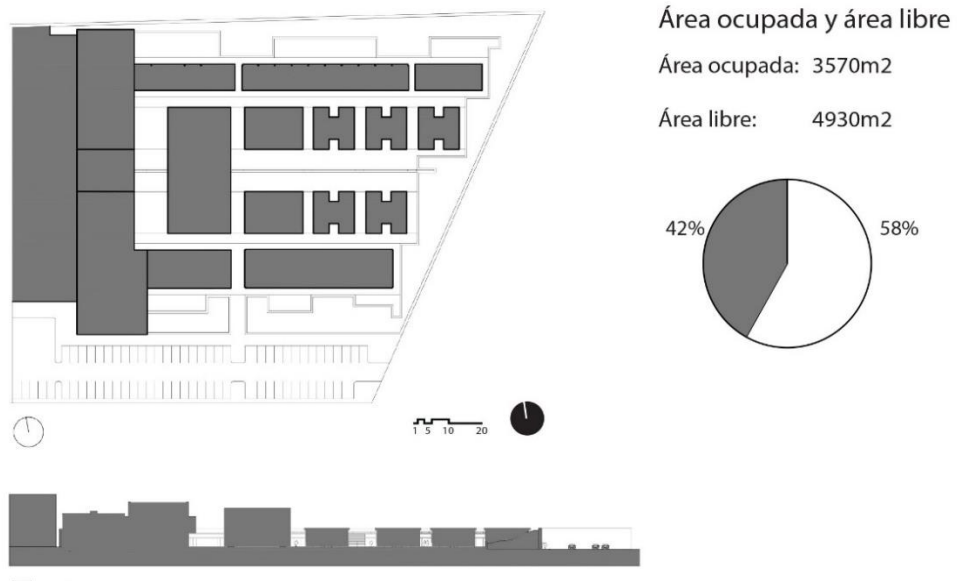 Área ocupada y área libre
Área ocupada: 3570m2
Área libre: 4930m2
42%
58%
1 5 10 20